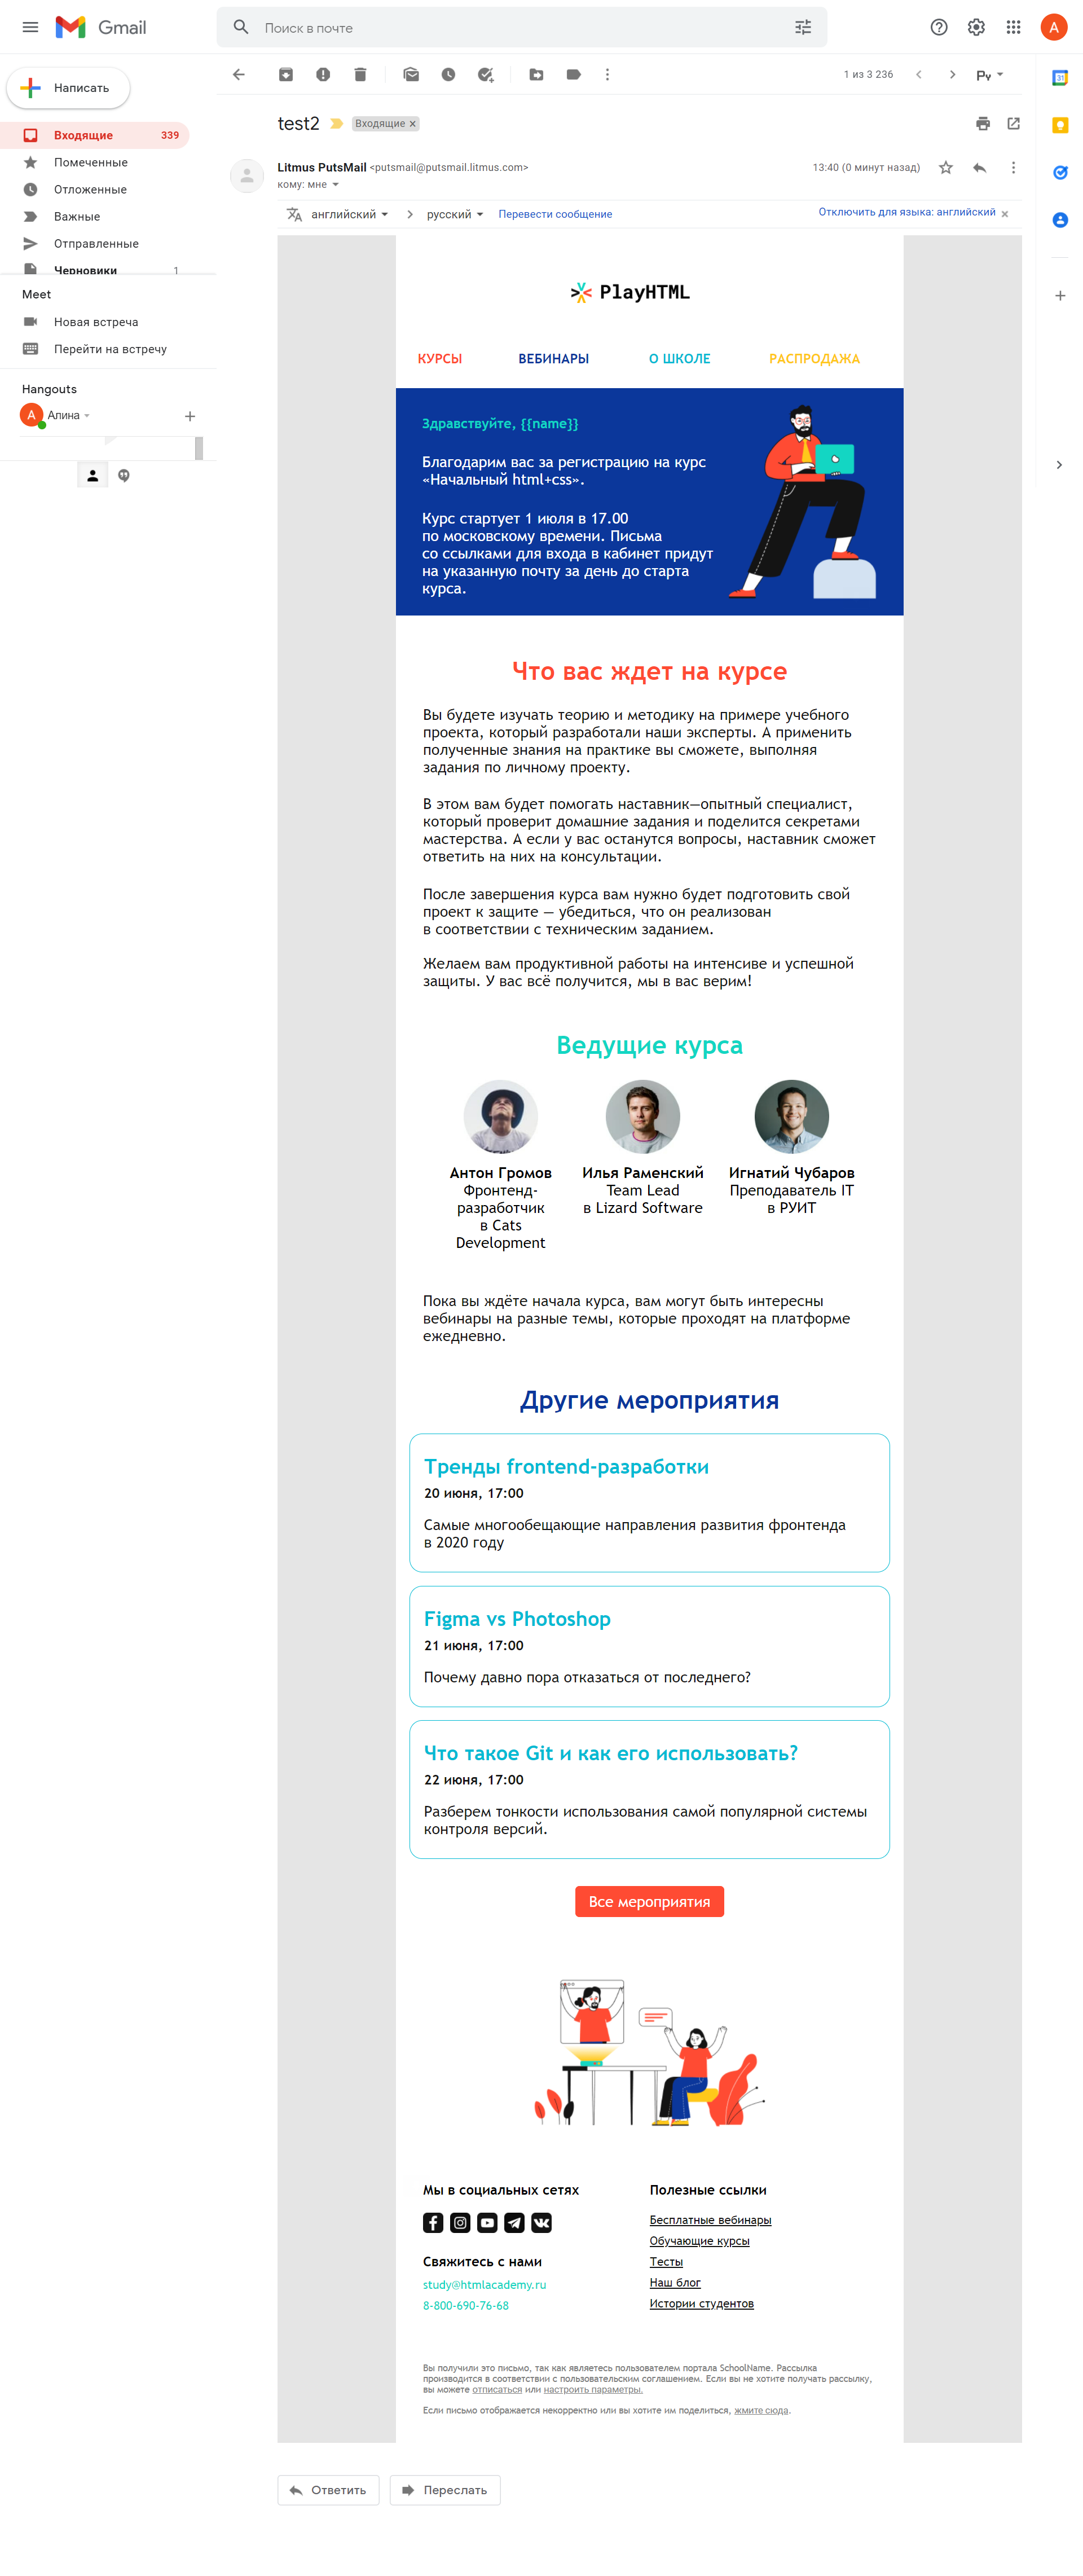 Gmail
Поиск в почте
A
Написать
Входящие 339
Помеченные
Отложенные
Важные
Отправленные
Черновики 1
Meet
Новая встреча
Перейти на встречу
Hangouts
A Алина
1 из 3 236
Ру
31
test2 Входящие
Litmus PutsMail <putsmail@putsmail.litmus.com>
13:40 (0 минут назад)
кому: мне
английский русский Перевести сообщение
Отключить для языка: английский
PlayHTML
КУРСЫ ВЕБИНАРЫ О ШКОЛЕ РАСПРОДАЖА
Здравствуйте, {{name}}
Благодарим вас за регистрацию на курс
«Начальный html+css».
Курс стартует 1 июля в 17.00
по московскому времени. Письма
со ссылками для входа в кабинет придут
на указанную почту за день до старта
курса.
Что вас ждет на курсе
Вы будете изучать теорию и методику на примере учебного
проекта, который разработали наши эксперты. А применить
полученные знания на практике вы сможете, выполняя
задания по личному проекту.
В этом вам будет помогать наставник—опытный специалист,
который проверит домашние задания и поделится секретами
мастерства. А если у вас останутся вопросы, наставник сможет
ответить на них на консультации.
После завершения курса вам нужно будет подготовить свой
проект к защите — убедиться, что он реализован
в соответствии с техническим заданием.
Желаем вам продуктивной работы на интенсиве и успешной
защиты. У вас всё получится, мы в вас верим!
Ведущие курса
Антон Громов
Фронтенд-
разработчик
в Cats
Development
Илья Раменский
Team Lead
в Lizard Software
Игнатий Чубаров
Преподаватель IT
в РУИТ
Пока вы ждёте начала курса, вам могут быть интересны
вебинары на разные темы, которые проходят на платформе
ежедневно.
Другие мероприятия
Тренды frontend-разработки
20 июня, 17:00
Самые многообещающие направления развития фронтенда
в 2020 году
Figma vs Photoshop
21 июня, 17:00
Почему давно пора отказаться от последнего?
Что такое Git и как его использовать?
22 июня, 17:00
Разберем тонкости использования самой популярной системы
контроля версий.
Все мероприятия
Мы в социальных сетях
Свяжитесь с нами
study@htmlacademy.ru
8-800-690-76-68
Полезные ссылки
Бесплатные вебинары
Обучающие курсы
Тесты
Наш блог
Истории студентов
Вы получили это письмо, так как являетесь пользователем портала SchoolName. Рассылка
производится в соответствии с пользовательским соглашением. Если вы не хотите получать рассылку,
вы можете отписаться или настроить параметры.
Если письмо отображается некорректно или вы хотите им поделиться, жмите сюда.
Ответить
Переслать